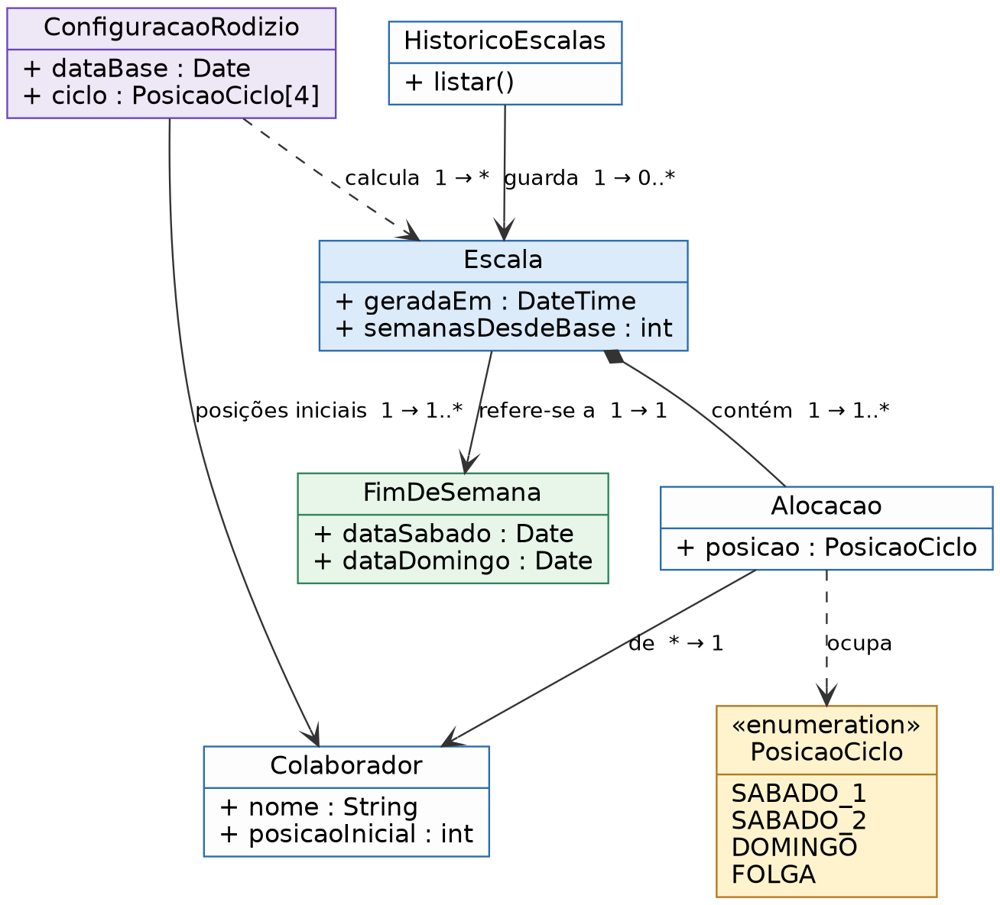 ConfiguracaoRodizio
+ dataBase : Date
+ ciclo : PosicaoCiclo[4]
HistoricoEscalas
+ listar()
calcula  1 → *
guarda  1 → 0..*
Escala
+ geradaEm : DateTime
+ semanasDesdeBase : int
posições iniciais  1 → 1..*
refere-se a  1 → 1
contém  1 → 1..*
FimDeSemana
+ dataSabado : Date
+ dataDomingo : Date
Alocacao
+ posicao : PosicaoCiclo
de  * → 1
ocupa
Colaborador
+ nome : String
+ posicaoInicial : int
«enumeration»
PosicaoCiclo
SABADO_1
SABADO_2
DOMINGO
FOLGA